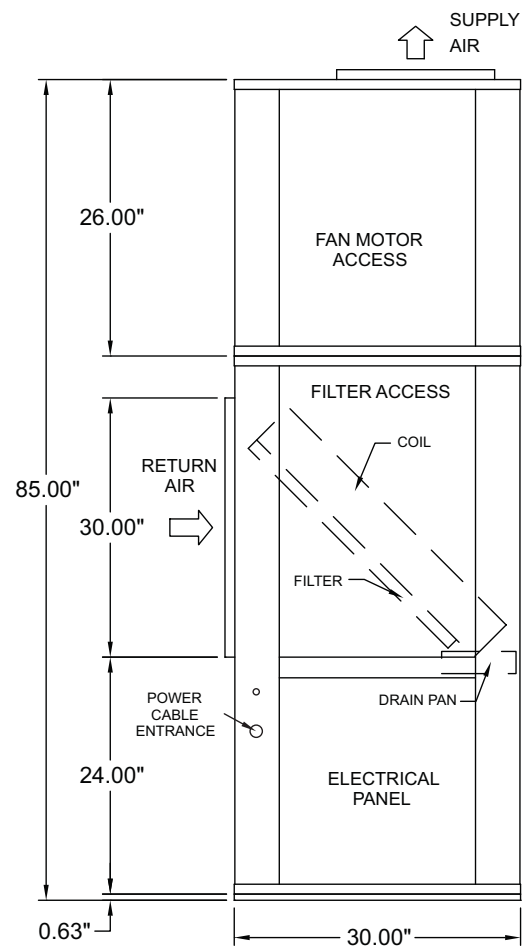 SUPPLY
AIR
26.00"
FAN MOTOR
ACCESS
FILTER ACCESS
COIL
RETURN
AIR
85.00"
30.00"
FILTER
POWER
CABLE
ENTRANCE
DRAIN PAN
24.00"
ELECTRICAL
PANEL
0.63"
30.00"